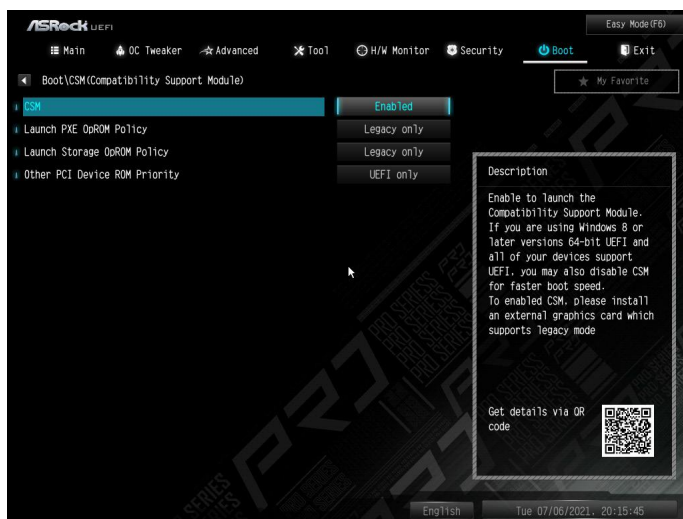 ASRock UEFI
Easy Mode(F6)
Main
OC Tweaker
Advanced
Tool
H/W Monitor
Security
Boot
Exit
Boot\CSM(Compatibility Support Module)
My Favorite
CSM
Enabled
Launch PXE OpROM Policy
Legacy only
Launch Storage OpROM Policy
Legacy only
Other PCI Device ROM Priority
UEFI only
Description
Enable to launch the
Compatibility Support Module.
If you are using Windows 8 or
later versions 64-bit UEFI and
all of your devices support
UEFI, you may also disable CSM
for faster boot speed.
To enabled CSM, please install
an external graphics card which
supports legacy mode
Get details via QR
code
PRO SERIES
English
Tue 07/06/2021, 20:15:45